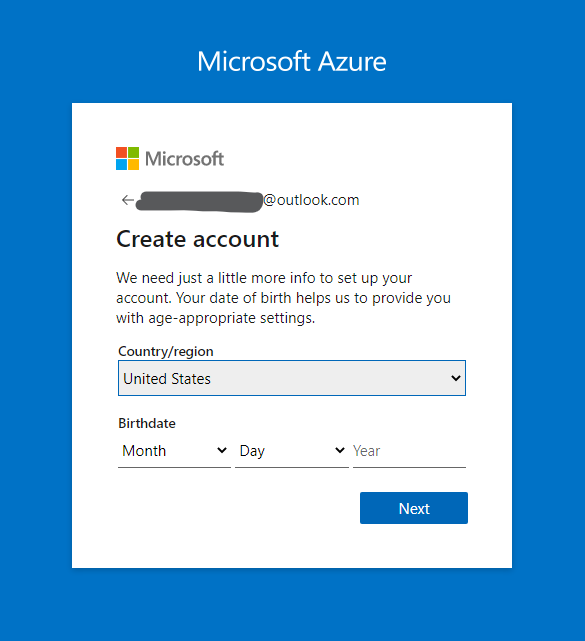 Microsoft Azure
Microsoft
@outlook.com
Create account
We need just a little more info to set up your
account. Your date of birth helps us to provide you
with age-appropriate settings.
Country/region
United States
Birthdate
Month Day Year
Next